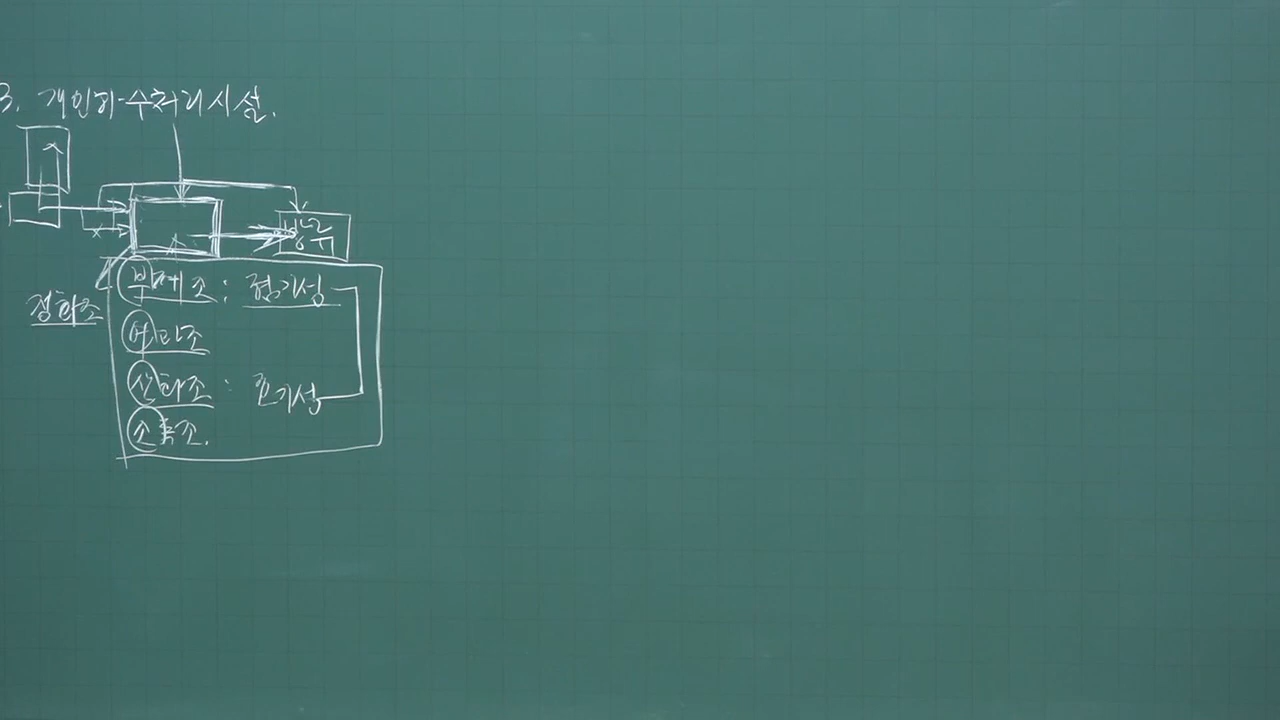 3. 개인하수처리시설.
방류
정화조
부패조 : 혐기성
여과조
산화조 : 호기성
소독조.